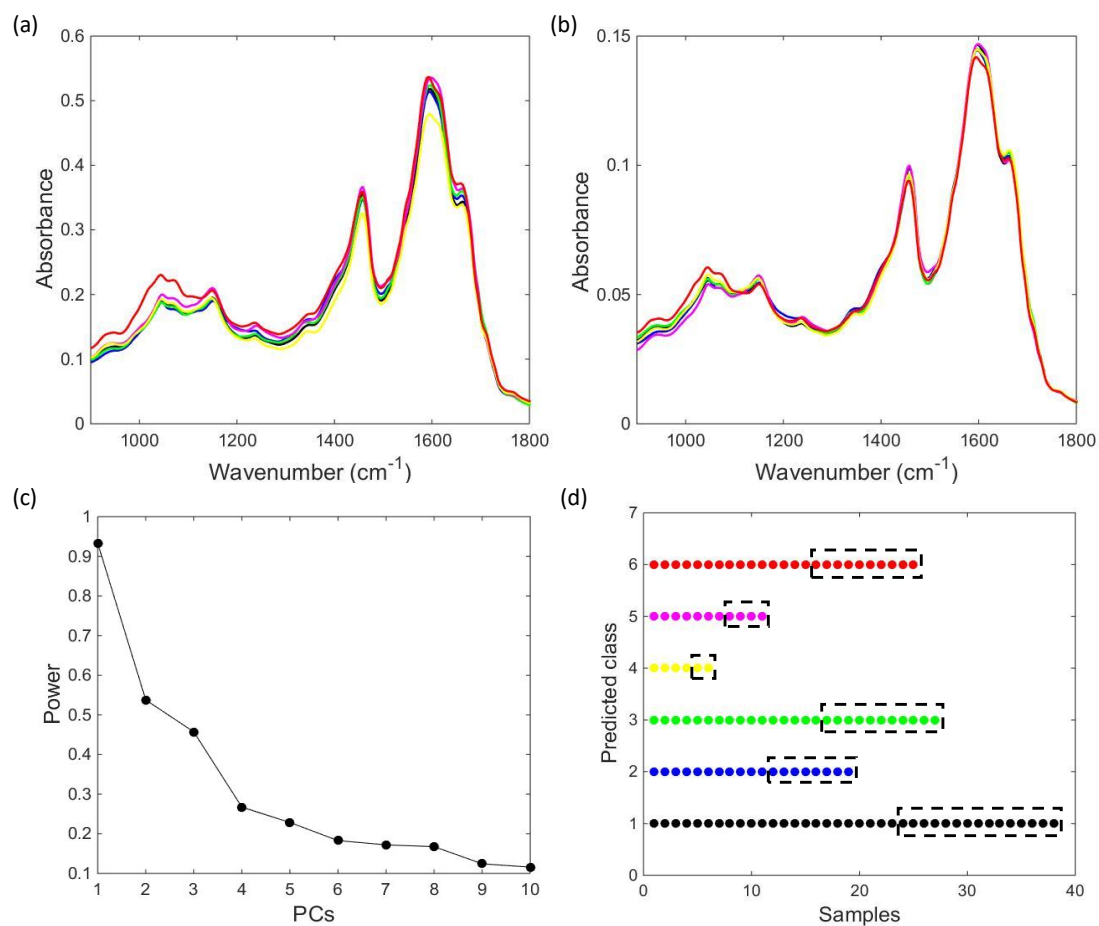 (a)
0.6
0.5
0.4
0.3
0.2
0.1
0
Absorbance
1000 1200 1400 1600 1800
Wavenumber (cm⁻¹)
(b)
0.15
0.1
0.05
0
Absorbance
1000 1200 1400 1600 1800
Wavenumber (cm⁻¹)
(c)
1
0.9
0.8
0.7
0.6
0.5
0.4
0.3
0.2
0.1
Power
1 2 3 4 5 6 7 8 9 10
PCs
(d)
7
6
5
4
3
2
1
0
Predicted class
0 10 20 30 40
Samples